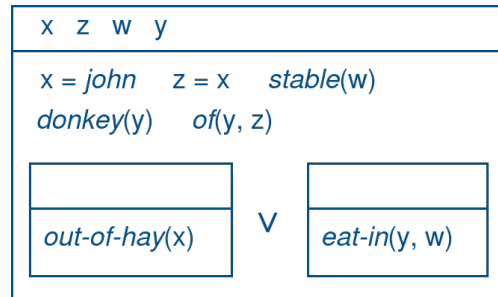 x z w y
x = john z = x stable(w)
donkey(y) of(y, z)
out-of-hay(x) ∨ eat-in(y, w)